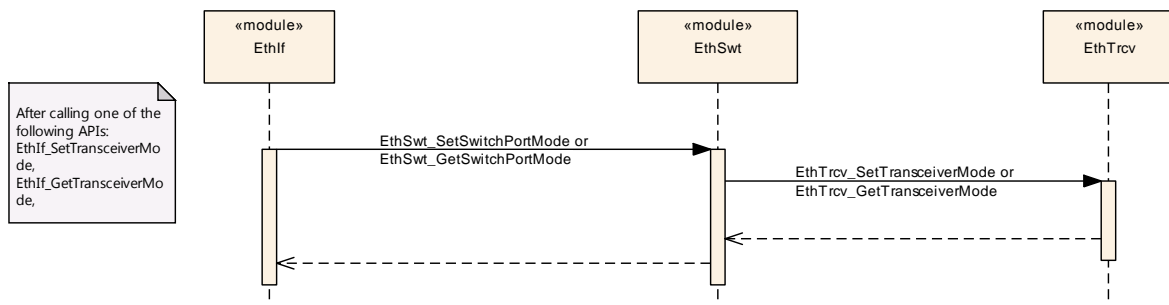 «module»
EthIf
«module»
EthSwt
«module»
EthTrcv
After calling one of the
following APIs:
EthIf_SetTransceiverMo
de,
EthIf_GetTransceiverMo
de,
EthSwt_SetSwitchPortMode or
EthSwt_GetSwitchPortMode
EthTrcv_SetTransceiverMode or
EthTrcv_GetTransceiverMode